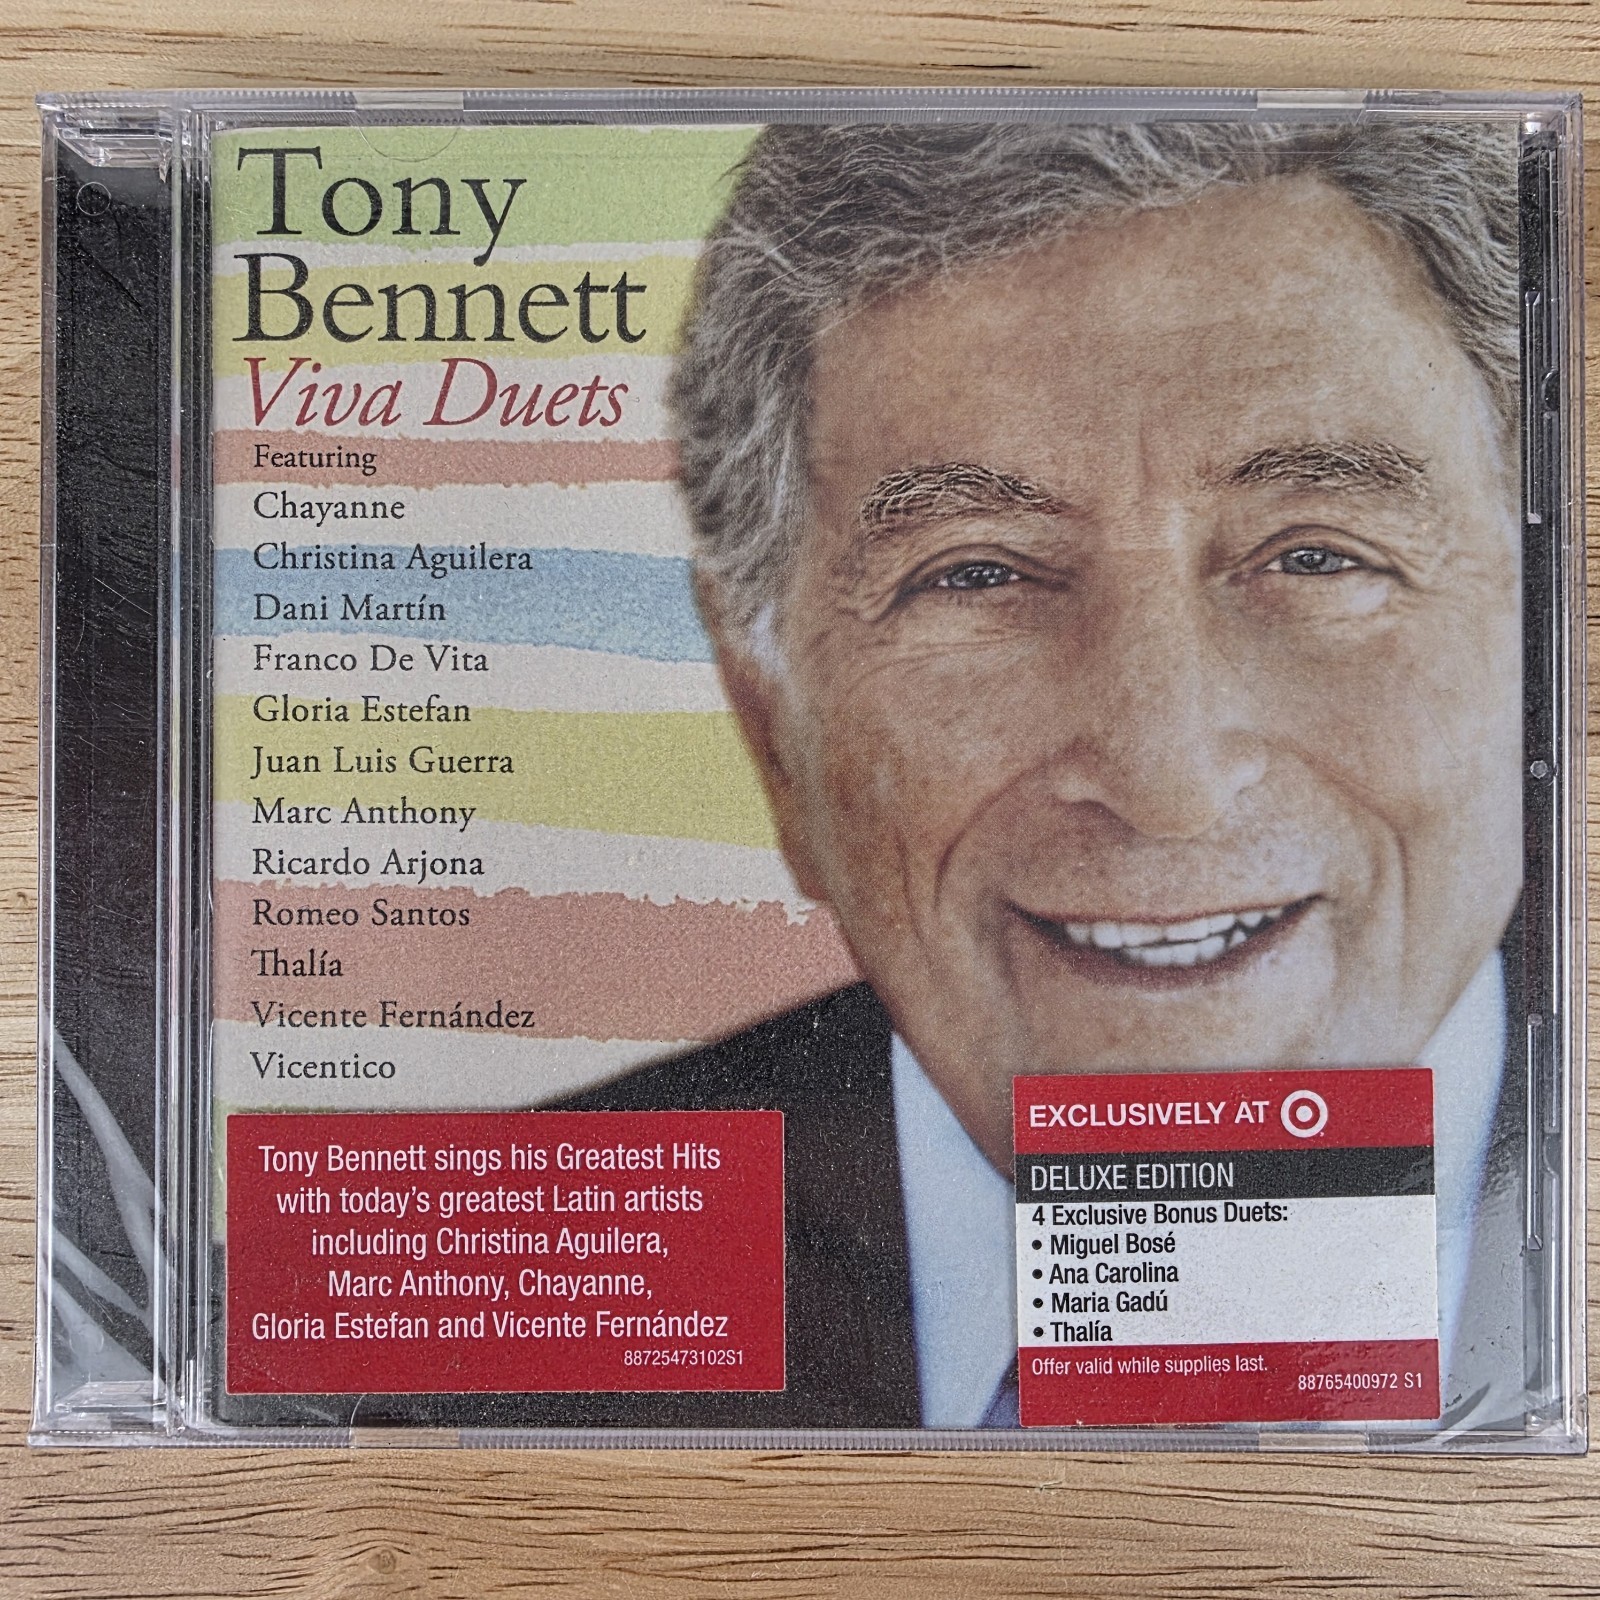 Tony
Bennett
Viva Duets
Featuring
Chayanne
Christina Aguilera
Dani Martín
Franco De Vita
Gloria Estefan
Juan Luis Guerra
Marc Anthony
Ricardo Arjona
Romeo Santos
Thalía
Vicente Fernández
Vicentico
Tony Bennett sings his Greatest Hits
with today's greatest Latin artists
including Christina Aguilera,
Marc Anthony, Chayanne,
Gloria Estefan and Vicente Fernández
88725473102S1
EXCLUSIVELY AT
DELUXE EDITION
4 Exclusive Bonus Duets:
• Miguel Bosé
• Ana Carolina
• Maria Gadú
• Thalía
Offer valid while supplies last.
88765400972 S1